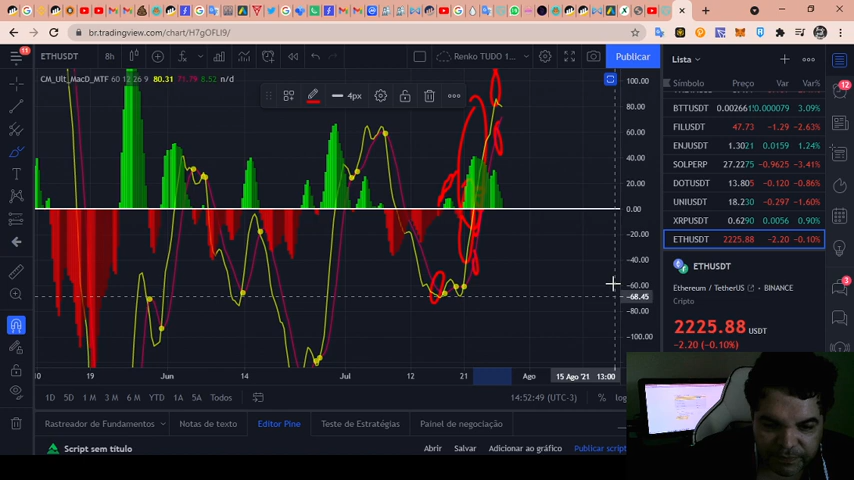 br.tradingview.com/chart/H7gOFLI9/
11
ETHUSDT
8h
Renko TUDO 1...
Publicar
Lista
CM_Ult_MacD_MTF 60 12 26 9 80.31 71.79 8.52 n/d
4px
Símbolo Preço Var Var%
BTTUSDT 0.002661 0.000079 3.09%
FILUSDT 47.73 -1.29 -2.63%
ENJUSDT 1.3021 0.0159 1.24%
SOLPERP 27.2275 -0.9625 -3.41%
DOTUSDT 13.805 -0.120 -0.86%
UNIUSDT 18.230 -0.297 -1.60%
XRPUSDT 0.6290 0.0056 0.90%
ETHUSDT 2225.88 -2.20 -0.10%
12
3
100.00
80.00
60.00
40.00
20.00
0.00
-20.00
-40.00
-60.00
-68.45
-80.00
-100.00
ETHUSDT
Ethereum / TetherUS • BINANCE
Cripto
2225.88 USDT
-2.20 (-0.10%)
10 19 Jun 14 Jul 12 21 Ago 15 Ago '21 13:00
1D 5D 1M 3M 6M YTD 1A 5A Todos
14:52:49 (UTC-3) % log
Rastreador de Fundamentos Notas de texto Editor Pine Teste de Estratégias Painel de negociação
Script sem título Abrir Salvar Adicionar ao gráfico Publicar script